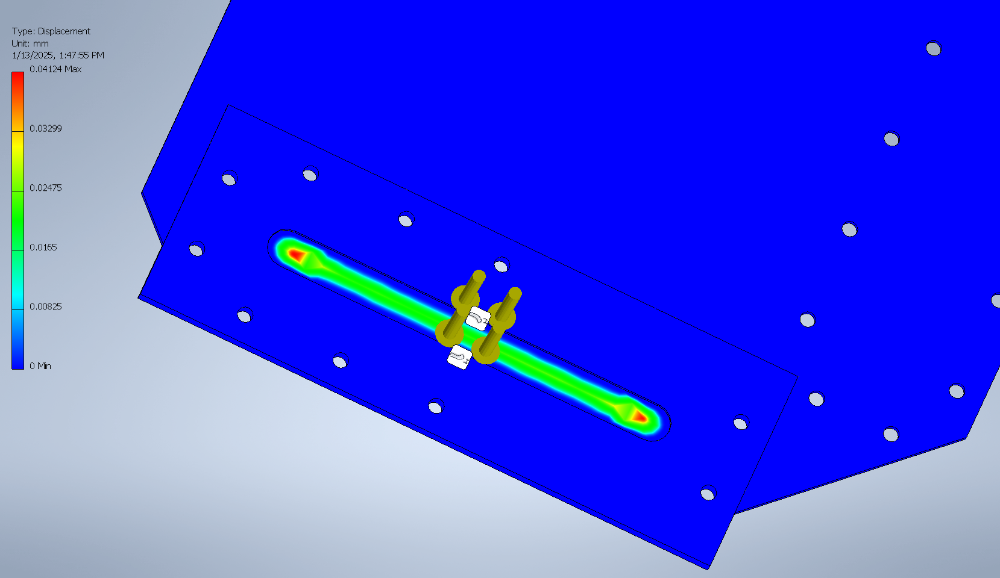 Type: Displacement
Unit: mm
1/13/2025, 1:47:55 PM
0.04124 Max
0.03299
0.02475
0.0165
0.00825
0 Min